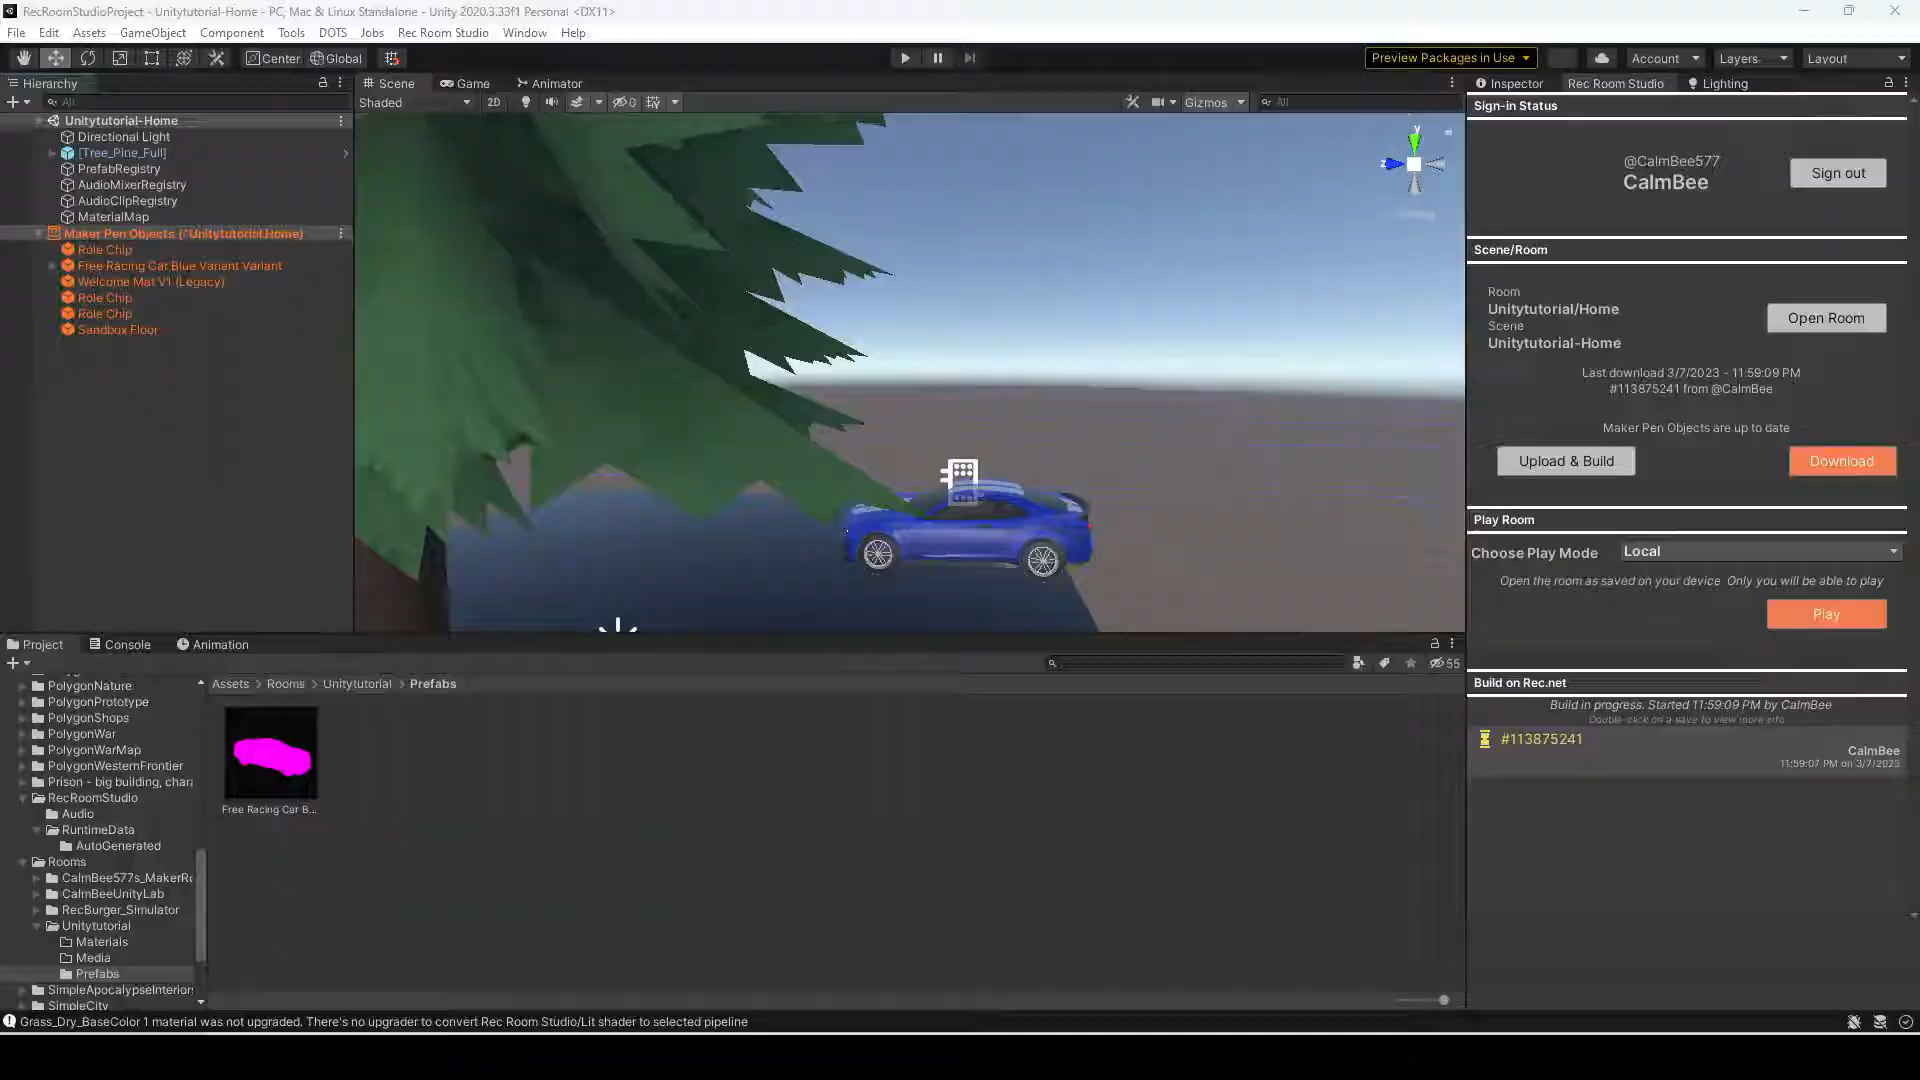 RecRoomStudioProject - Unitytutorial-Home - PC, Mac & Linux Standalone - Unity 2020.3.33f1 Personal <DX11>
File Edit Assets GameObject Component Tools DOTS Jobs Rec Room Studio Window Help
Center Global Preview Packages in Use Account Layers Layout
Hierarchy
All
Unitytutorial-Home
Directional Light
[Tree_Pine_Full]
PrefabRegistry
AudioMixerRegistry
AudioClipRegistry
MaterialMap
Maker Pen Objects (^Unitytutorial.Home)
Role Chip
Free Racing Car Blue Variant Variant
Welcome Mat V1 (Legacy)
Role Chip
Role Chip
Sandbox Floor
Scene Game Animator
Shaded 2D 0 Gizmos All
y
z
Inspector Rec Room Studio Lighting
Sign-in Status
@CalmBee577
CalmBee
Sign out
Scene/Room
Room
Unitytutorial/Home
Scene
Unitytutorial-Home
Open Room
Last download 3/7/2023 - 11:59:09 PM
#113875241 from @CalmBee
Maker Pen Objects are up to date
Upload & Build Download
Play Room
Choose Play Mode Local
Open the room as saved on your device Only you will be able to play
Play
Build on Rec.net
Build in progress. Started 11:59:09 PM by CalmBee
Double-click on a save to view more info
#113875241
CalmBee
11:59:07 PM on 3/7/2023
Project Console Animation
55
PolygonNature
PolygonPrototype
PolygonShops
PolygonWar
PolygonWarMap
PolygonWesternFrontier
Prison - big building, chara
RecRoomStudio
Audio
RuntimeData
AutoGenerated
Rooms
CalmBee577s_MakerRo
CalmBeeUnityLab
RecBurger_Simulator
Unitytutorial
Materials
Media
Prefabs
SimpleApocalypseInteriors
SimpleCity
Assets > Rooms > Unitytutorial > Prefabs
Free Racing Car B...
Grass_Dry_BaseColor 1 material was not upgraded. There's no upgrader to convert Rec Room Studio/Lit shader to selected pipeline